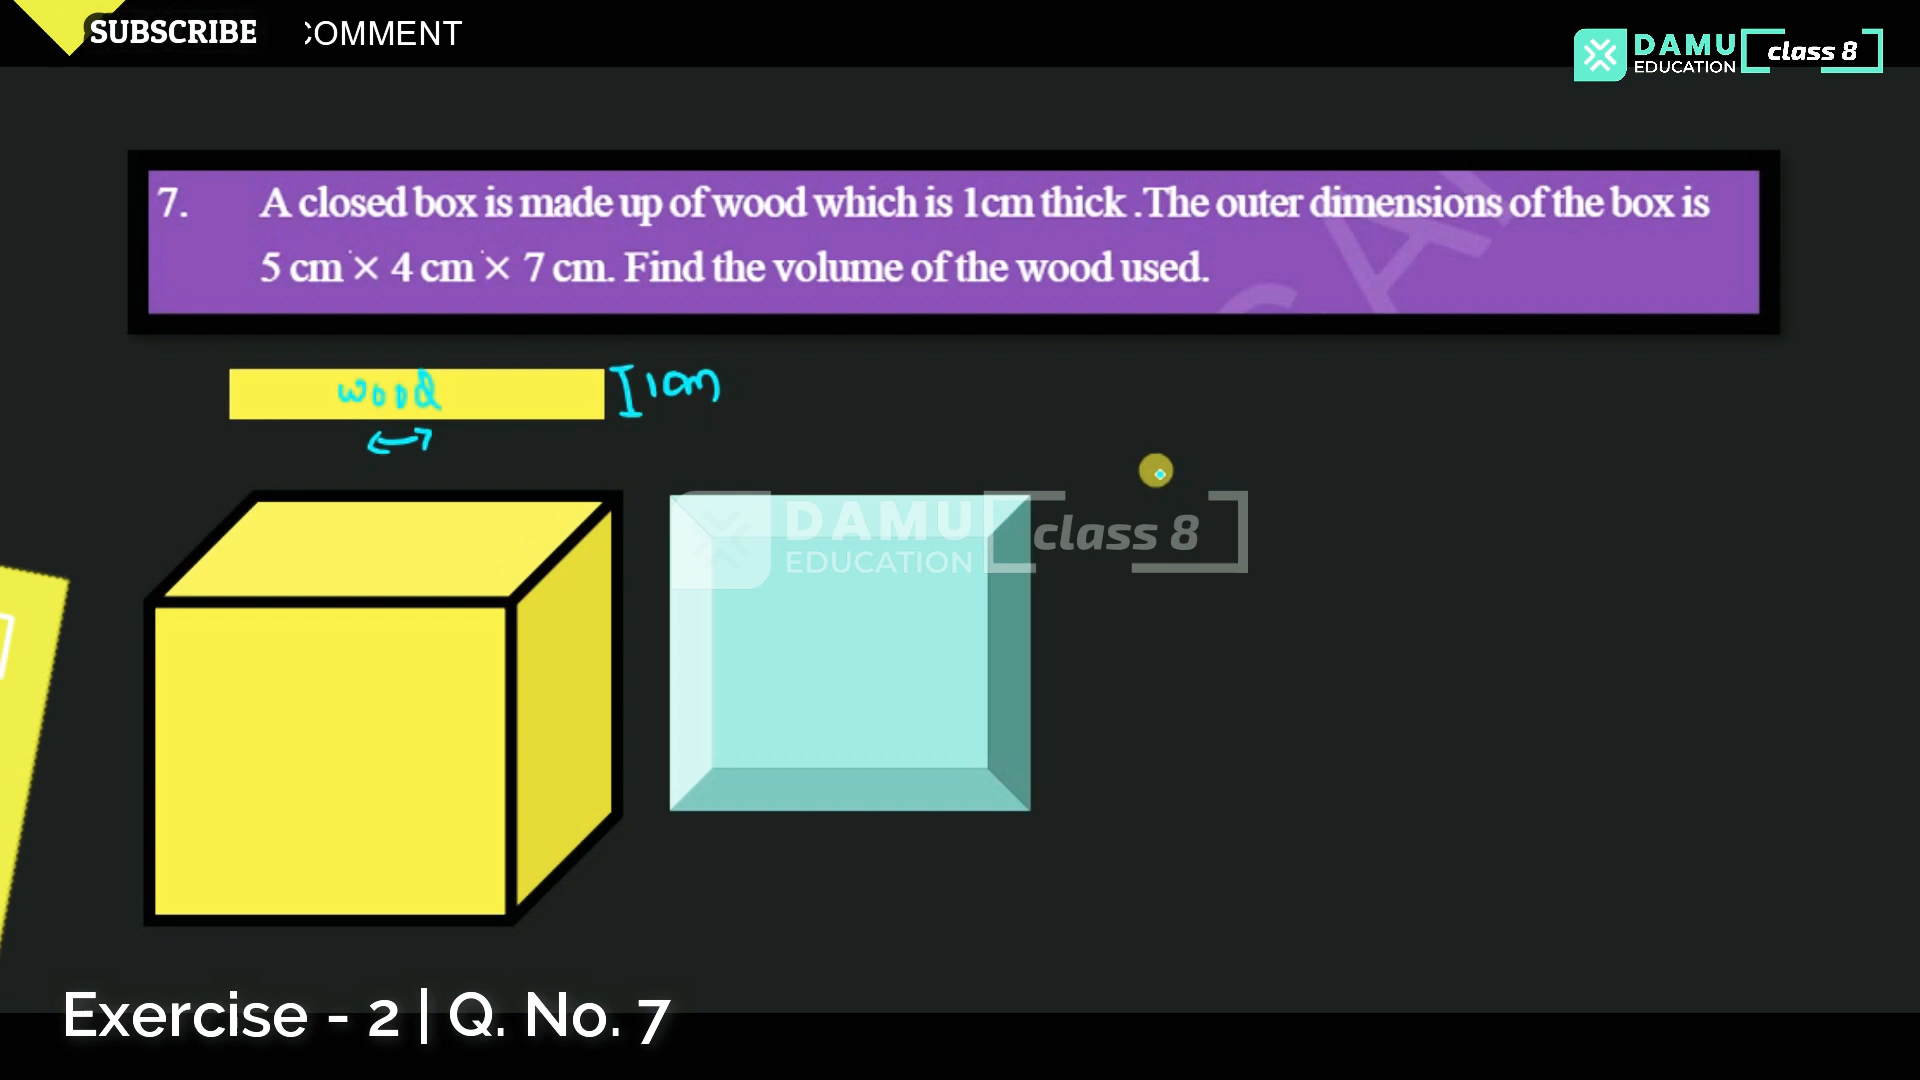 SUBSCRIBE
COMMENT
DAMU
EDUCATION
class 8
7. A closed box is made up of wood which is 1cm thick .The outer dimensions of the box is
5 cm × 4 cm × 7 cm. Find the volume of the wood used.
wood
1cm
DAMU
EDUCATION
class 8
Exercise - 2 | Q. No. 7